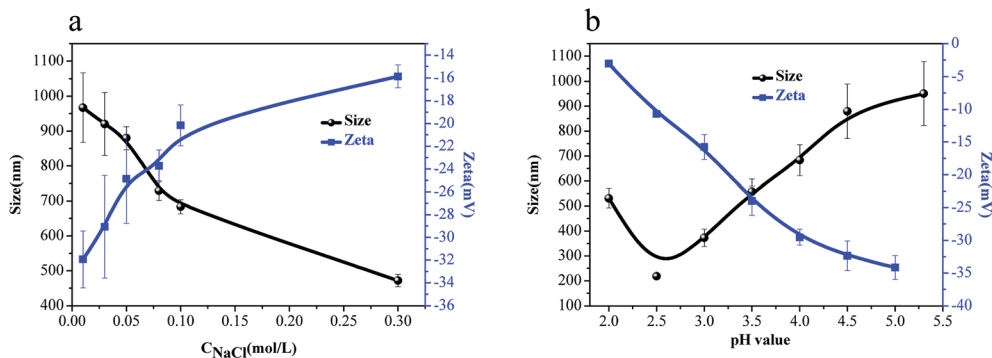 a
1100
1000
900
800
700
600
500
400
Size(nm)
-14
-16
-18
-20
-22
-24
-26
-28
-30
-32
-34
-36
Zeta(mV)
Size
Zeta
0.00 0.05 0.10 0.15 0.20 0.25 0.30
CNaCl(mol/L)
b
1100
1000
900
800
700
600
500
400
300
200
100
Size(nm)
0
-5
-10
-15
-20
-25
-30
-35
-40
Zeta(mV)
Size
Zeta
2.0 2.5 3.0 3.5 4.0 4.5 5.0 5.5
pH value